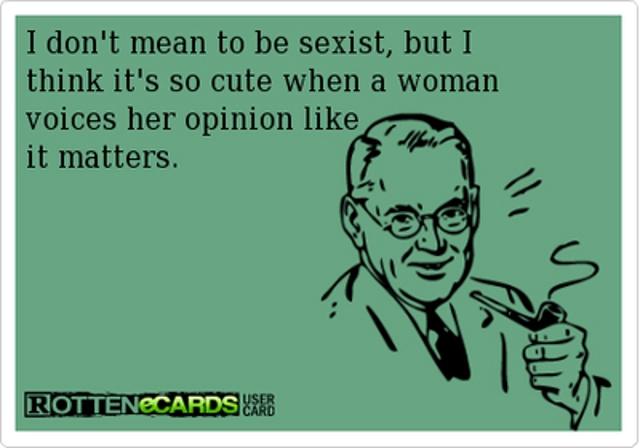 I don't mean to be sexist, but I
think it's so cute when a woman
voices her opinion like
it matters.
ROTTENeCARDS USER
CARD